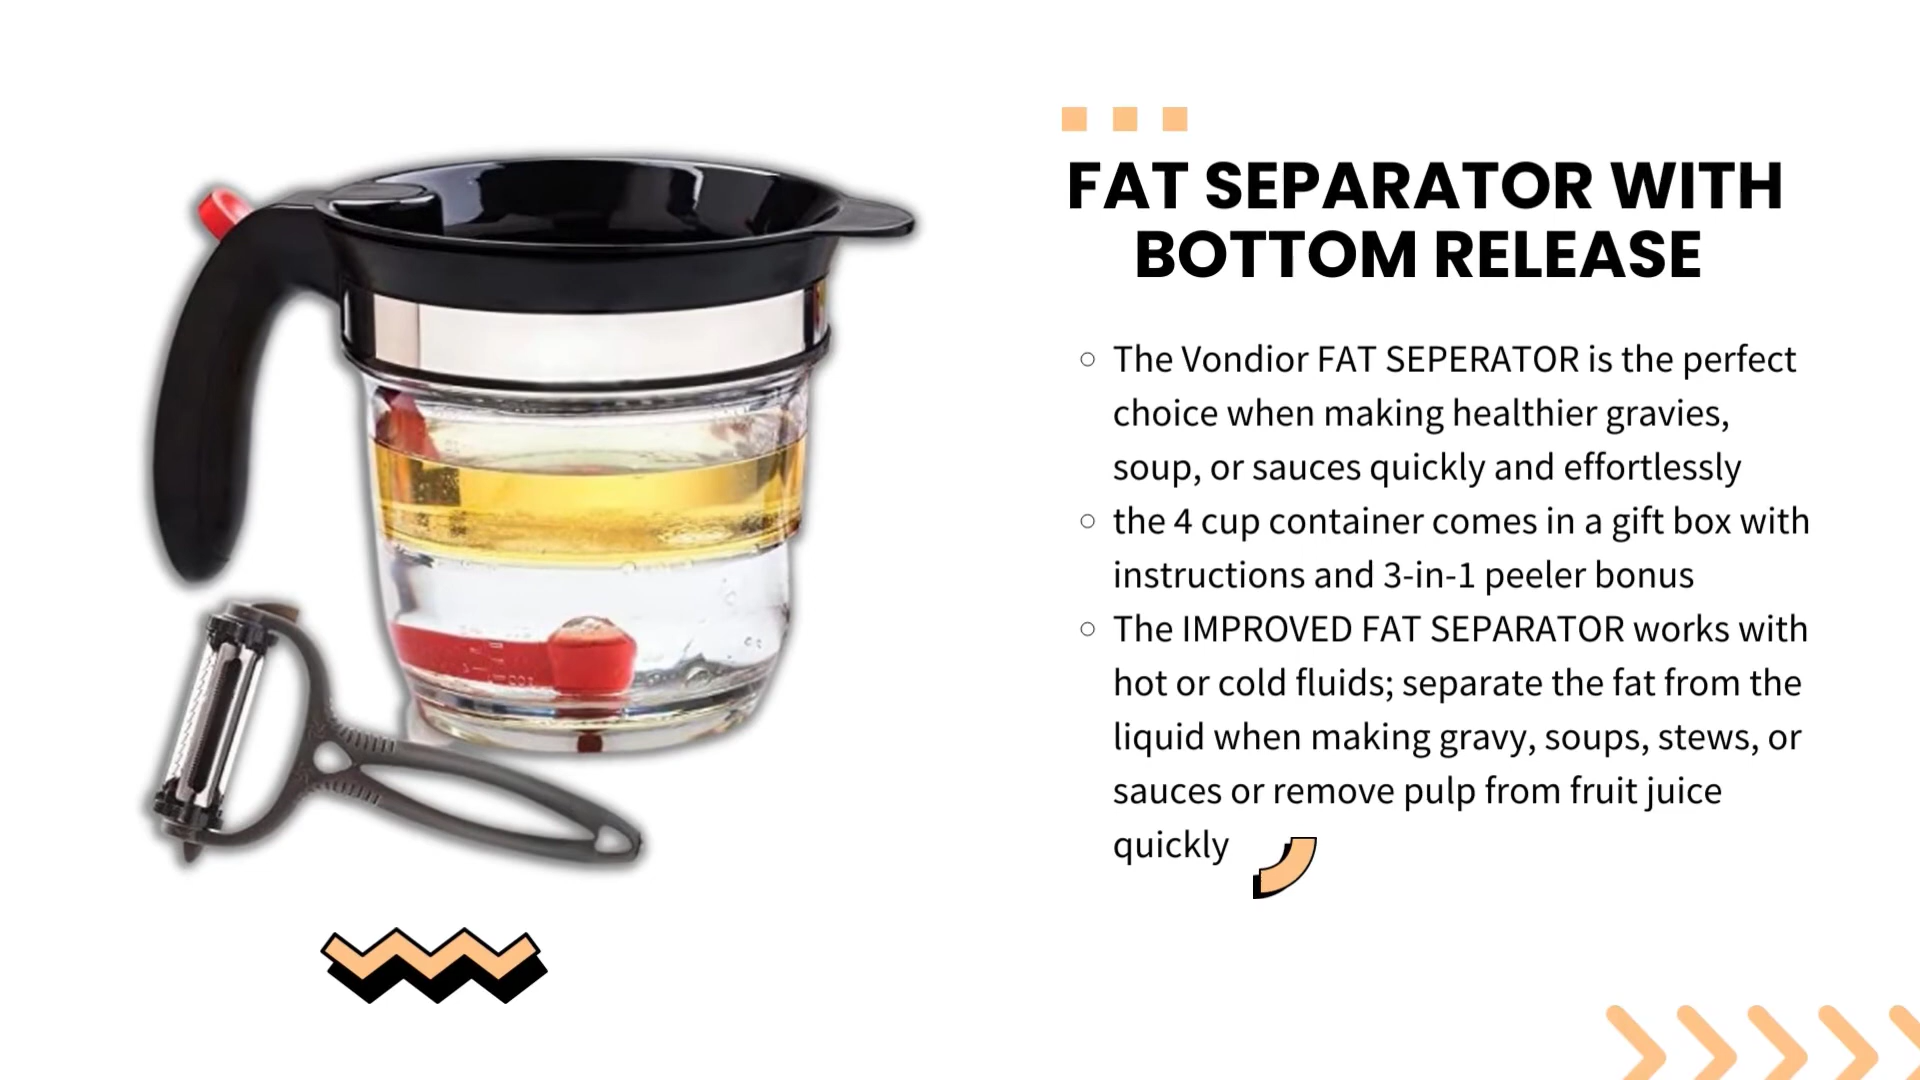 FAT SEPARATOR WITH
BOTTOM RELEASE
The Vondior FAT SEPERATOR is the perfect
choice when making healthier gravies,
soup, or sauces quickly and effortlessly
the 4 cup container comes in a gift box with
instructions and 3-in-1 peeler bonus
The IMPROVED FAT SEPARATOR works with
hot or cold fluids; separate the fat from the
liquid when making gravy, soups, stews, or
sauces or remove pulp from fruit juice
quickly